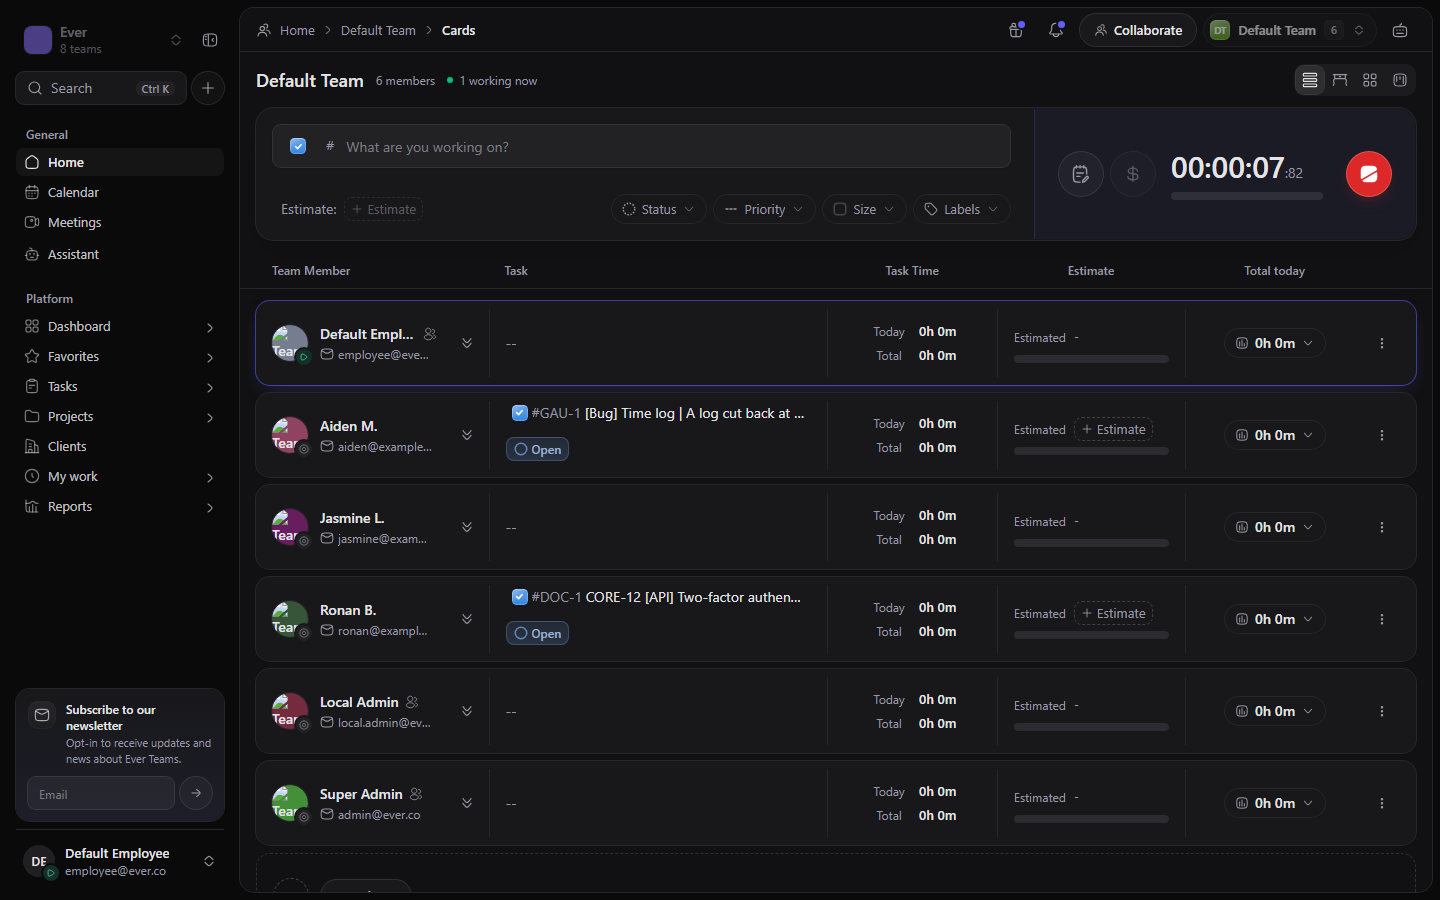 Ever
8 teams
Search
Ctrl K
General
Home
Calendar
Meetings
Assistant
Platform
Dashboard
Favorites
Tasks
Projects
Clients
My work
Reports
Subscribe to our
newsletter
Opt-in to receive updates and
news about Ever Teams.
Email
DE
Default Employee
employee@ever.co
Home > Default Team > Cards
Collaborate
DT Default Team 6
Default Team 6 members 1 working now
# What are you working on?
Estimate: + Estimate
Status
Priority
Size
Labels
$
00:00:07:82
Team Member Task Task Time Estimate Total today
Default Empl...
employee@eve...
--
Today 0h 0m
Total 0h 0m
Estimated -
0h 0m
Aiden M.
aiden@example...
#GAU-1 [Bug] Time log | A log cut back at ...
Open
Today 0h 0m
Total 0h 0m
Estimated + Estimate
0h 0m
Jasmine L.
jasmine@exam...
--
Today 0h 0m
Total 0h 0m
Estimated -
0h 0m
Ronan B.
ronan@exampl...
#DOC-1 CORE-12 [API] Two-factor authen...
Open
Today 0h 0m
Total 0h 0m
Estimated + Estimate
0h 0m
Local Admin
local.admin@ev...
--
Today 0h 0m
Total 0h 0m
Estimated -
0h 0m
Super Admin
admin@ever.co
--
Today 0h 0m
Total 0h 0m
Estimated -
0h 0m